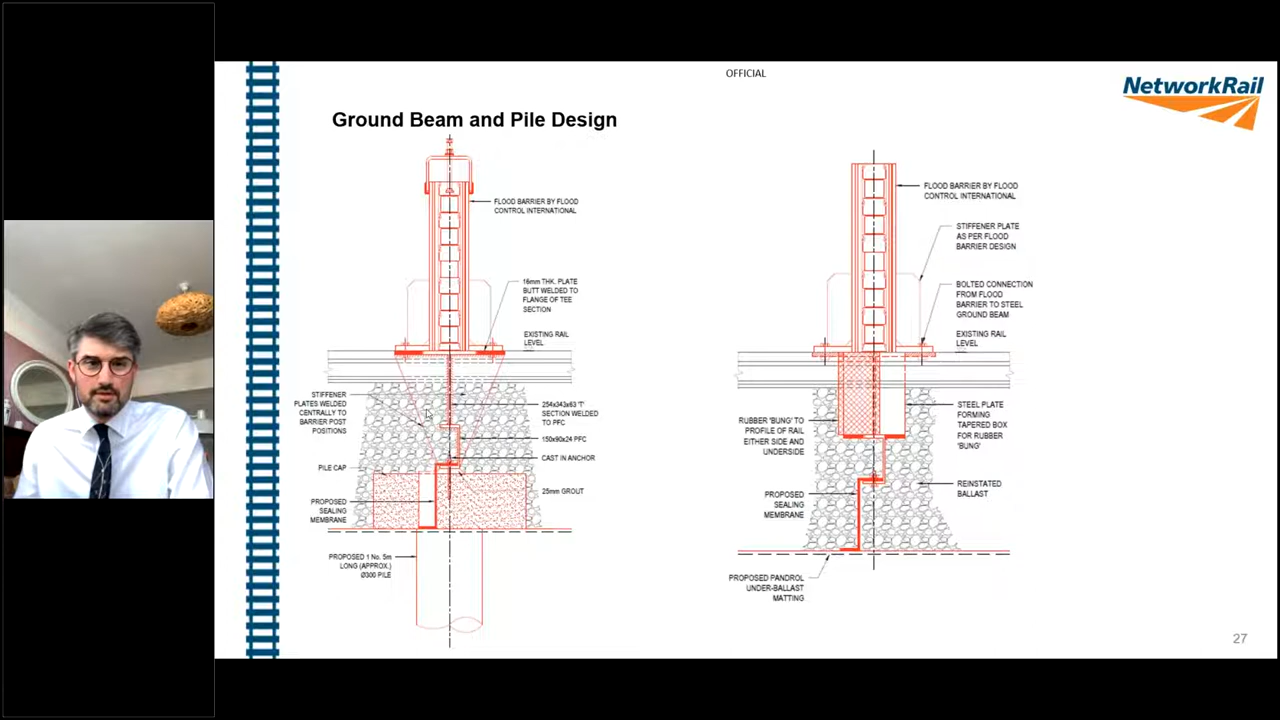 OFFICIAL
NetworkRail
Ground Beam and Pile Design
FLOOD BARRIER BY FLOOD
CONTROL INTERNATIONAL
16mm THK. PLATE
BUTT WELDED TO
FLANGE OF TEE
SECTION
EXISTING RAIL
LEVEL
STIFFENER
PLATES WELDED
CENTRALLY TO
BARRIER POST
POSITIONS
254x343x63 'T'
SECTION WELDED
TO PFC
150x90x24 PFC
CAST IN ANCHOR
PILE CAP
25mm GROUT
PROPOSED
SEALING
MEMBRANE
PROPOSED 1 No. 5m
LONG (APPROX.)
Ø300 PILE
FLOOD BARRIER BY FLOOD
CONTROL INTERNATIONAL
STIFFENER PLATE
AS PER FLOOD
BARRIER DESIGN
BOLTED CONNECTION
FROM FLOOD
BARRIER TO STEEL
GROUND BEAM
EXISTING RAIL
LEVEL
STEEL PLATE
FORMING
TAPERED BOX
FOR RUBBER
'BUNG'
RUBBER 'BUNG' TO
PROFILE OF RAIL
EITHER SIDE AND
UNDERSIDE
REINSTATED
BALLAST
PROPOSED
SEALING
MEMBRANE
PROPOSED PANDROL
UNDER-BALLAST
MATTING
27